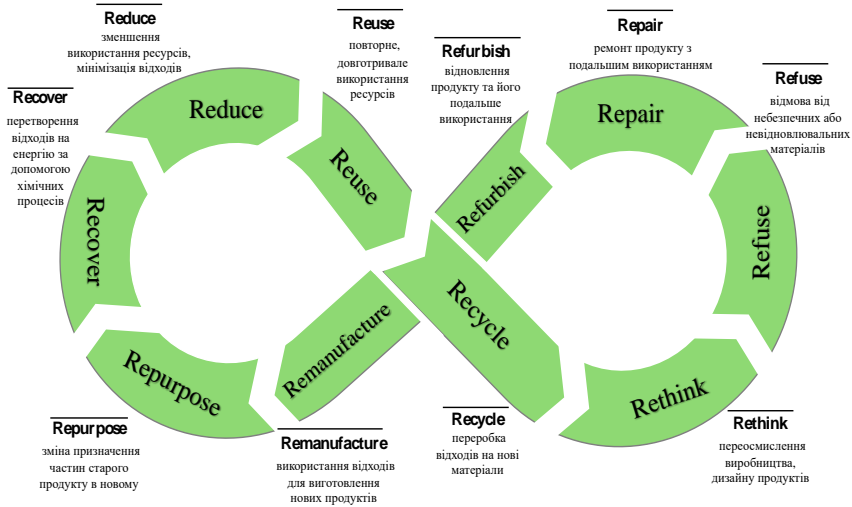 Reduce
зменшення
використання ресурсів,
мінімізація відходів
Reuse
повторне,
довготривале
використання
ресурсів
Refurbish
відновлення
продукту та його
подальше
використання
Repair
ремонт продукту з
подальшим використанням
Refuse
відмова від
небезпечних або
невідновлювальних
матеріалів
Recover
перетворення
відходів на
енергію за
допомогою
хімічних
процесів
Reduce
Reuse
Refurbish
Repair
Refuse
Recover
Repurpose
Remanufacture
Recycle
Rethink
Repurpose
зміна призначення
частин старого
продукту в новому
Remanufacture
використання відходів
для виготовлення
нових продуктів
Recycle
переробка
відходів на нові
матеріали
Rethink
переосмислення
виробництва,
дизайну продуктів